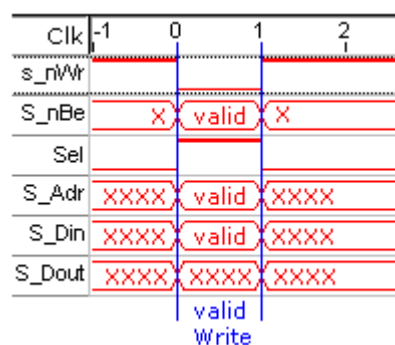 Clk -1 0 1 2
s_nWr
S_nBe X valid X
Sel
S_Adr XXXX valid XXXX
S_Din XXXX valid XXXX
S_Dout XXXX XXXX XXXX
valid
Write